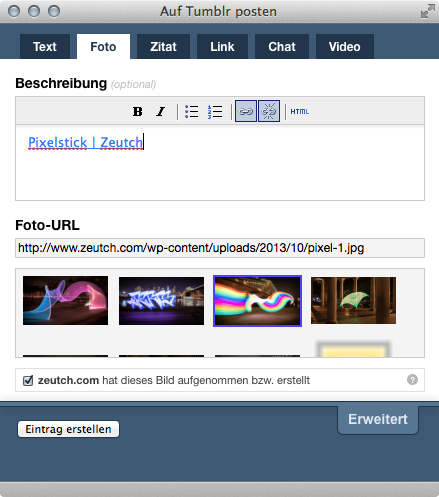 Auf Tumblr posten
Text Foto Zitat Link Chat Video
Beschreibung (optional)
B I HTML
Pixelstick | Zeutch
Foto-URL
http://www.zeutch.com/wp-content/uploads/2013/10/pixel-1.jpg
zeutch.com hat dieses Bild aufgenommen bzw. erstellt ?
Eintrag erstellen Erweitert